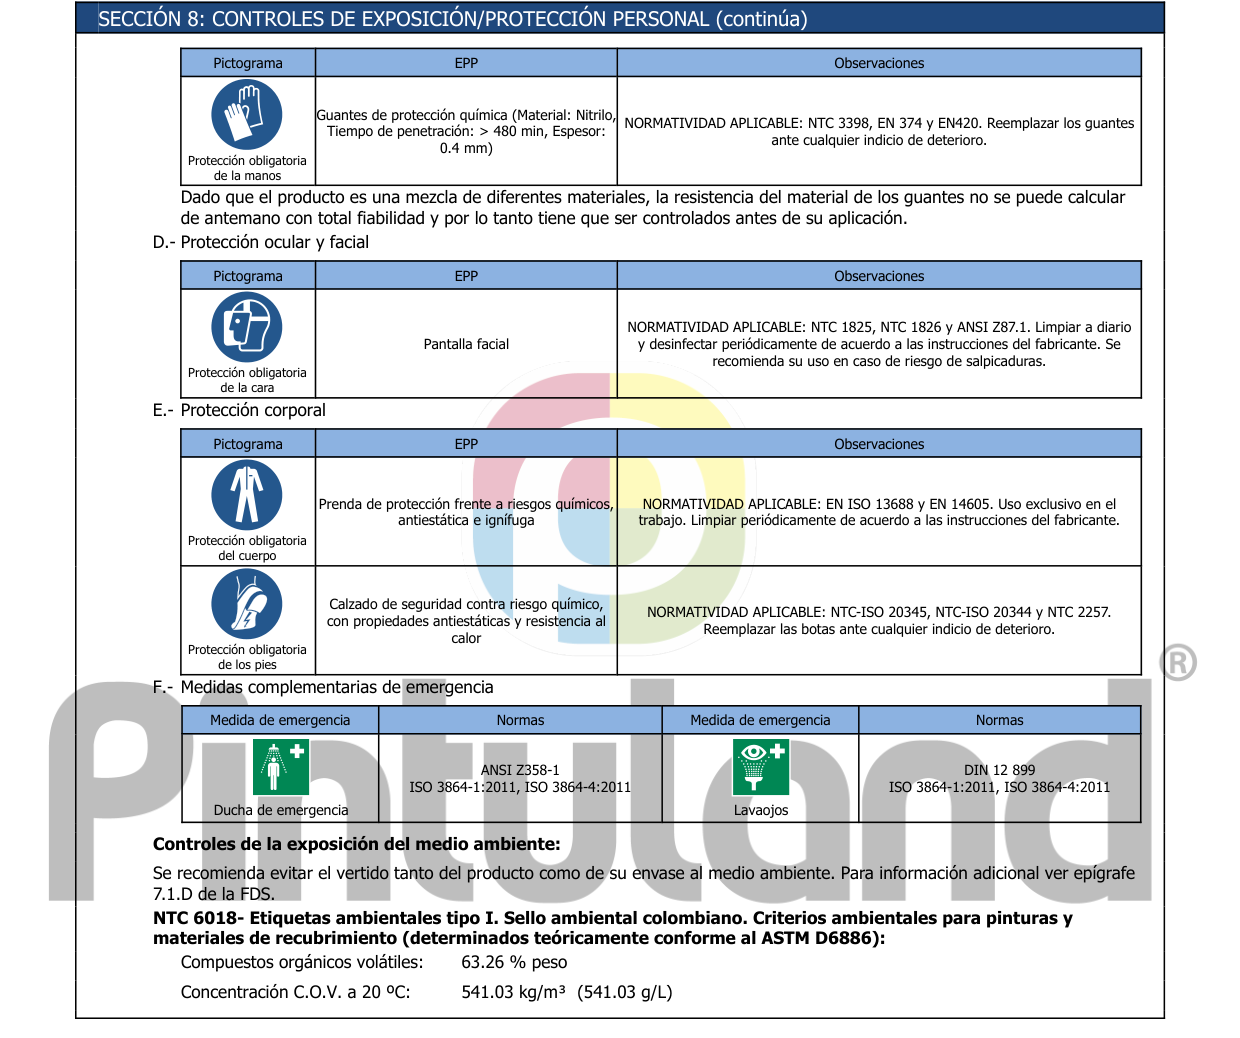 SECCIÓN 8: CONTROLES DE EXPOSICIÓN/PROTECCIÓN PERSONAL (continúa)
Pictograma EPP Observaciones
Protección obligatoria
de la manos
Guantes de protección química (Material: Nitrilo,
Tiempo de penetración: > 480 min, Espesor:
0.4 mm)
NORMATIVIDAD APLICABLE: NTC 3398, EN 374 y EN420. Reemplazar los guantes
ante cualquier indicio de deterioro.
Dado que el producto es una mezcla de diferentes materiales, la resistencia del material de los guantes no se puede calcular
de antemano con total fiabilidad y por lo tanto tiene que ser controlados antes de su aplicación.
D.- Protección ocular y facial
Pictograma EPP Observaciones
Protección obligatoria
de la cara
Pantalla facial
NORMATIVIDAD APLICABLE: NTC 1825, NTC 1826 y ANSI Z87.1. Limpiar a diario
y desinfectar periódicamente de acuerdo a las instrucciones del fabricante. Se
recomienda su uso en caso de riesgo de salpicaduras.
E.- Protección corporal
Pictograma EPP Observaciones
Protección obligatoria
del cuerpo
Prenda de protección frente a riesgos químicos,
antiestática e ignífuga
NORMATIVIDAD APLICABLE: EN ISO 13688 y EN 14605. Uso exclusivo en el
trabajo. Limpiar periódicamente de acuerdo a las instrucciones del fabricante.
Protección obligatoria
de los pies
Calzado de seguridad contra riesgo químico,
con propiedades antiestáticas y resistencia al
calor
NORMATIVIDAD APLICABLE: NTC-ISO 20345, NTC-ISO 20344 y NTC 2257.
Reemplazar las botas ante cualquier indicio de deterioro.
F.- Medidas complementarias de emergencia
Medida de emergencia Normas Medida de emergencia Normas
Ducha de emergencia
ANSI Z358-1
ISO 3864-1:2011, ISO 3864-4:2011
Lavaojos
DIN 12 899
ISO 3864-1:2011, ISO 3864-4:2011
Pintuland®
Controles de la exposición del medio ambiente:
Se recomienda evitar el vertido tanto del producto como de su envase al medio ambiente. Para información adicional ver epígrafe
7.1.D de la FDS.
NTC 6018- Etiquetas ambientales tipo I. Sello ambiental colombiano. Criterios ambientales para pinturas y
materiales de recubrimiento (determinados teóricamente conforme al ASTM D6886):
Compuestos orgánicos volátiles: 63.26 % peso
Concentración C.O.V. a 20 ºC: 541.03 kg/m³ (541.03 g/L)